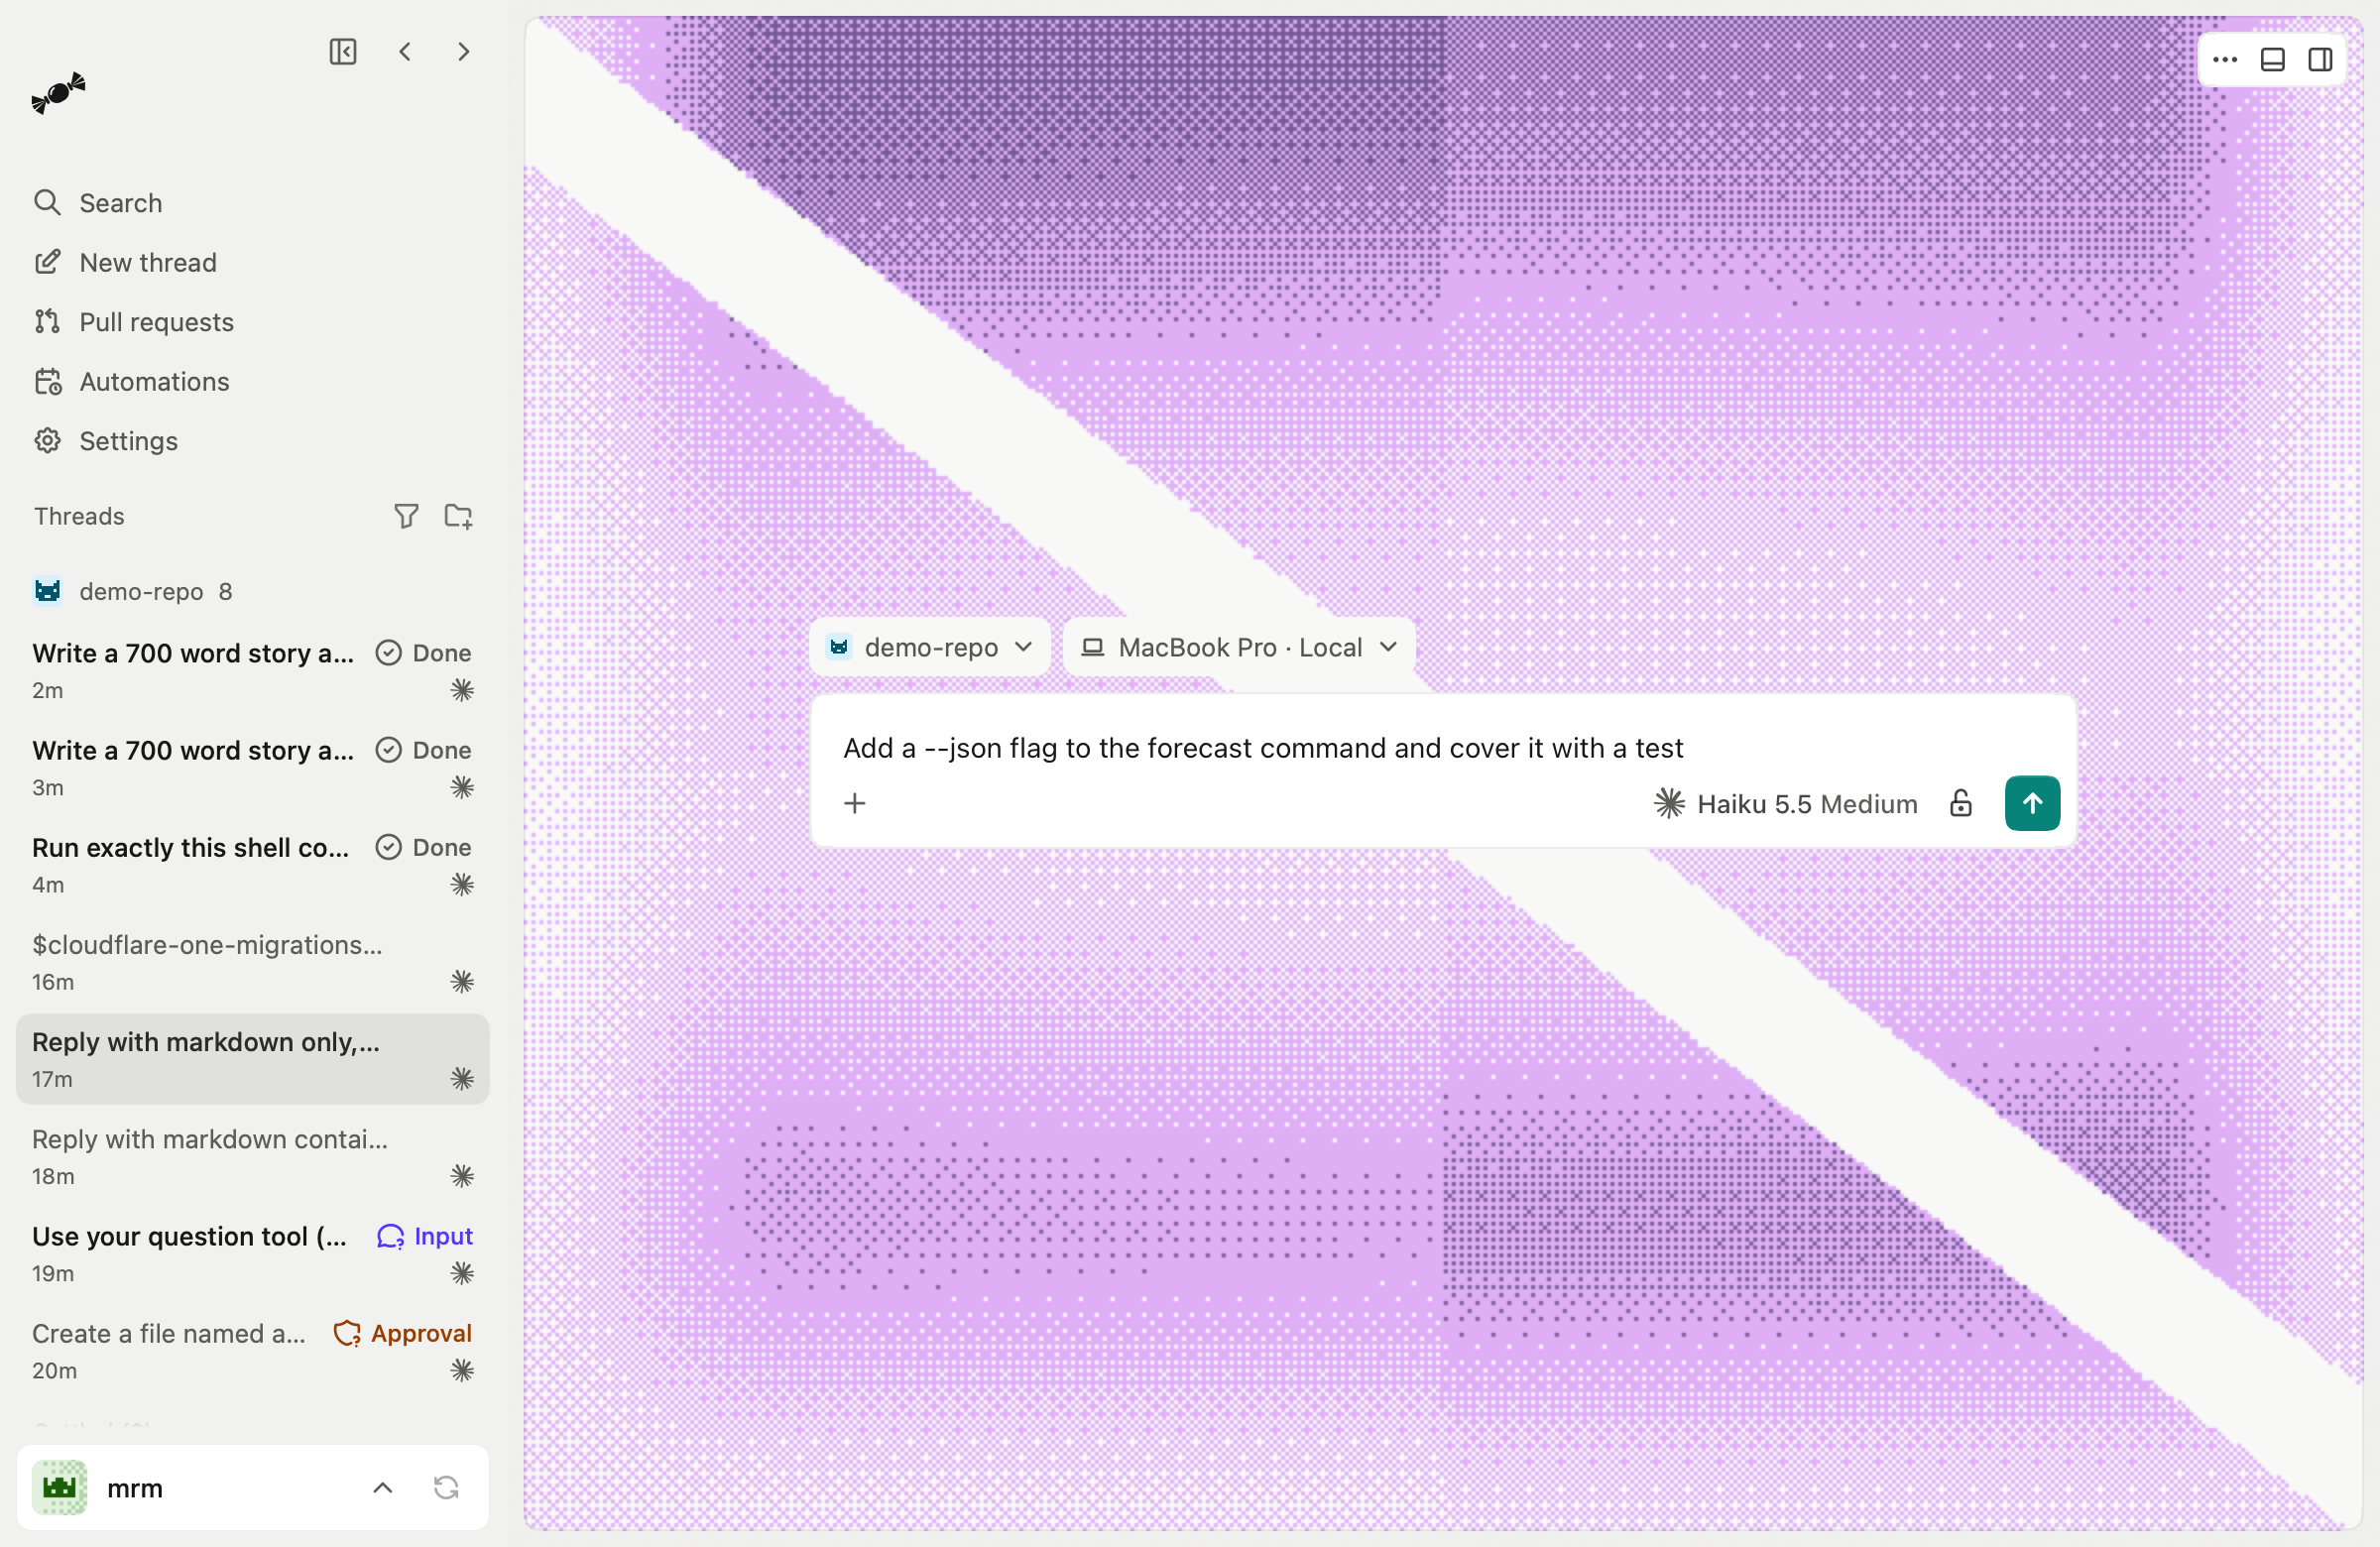 Search
New thread
Pull requests
Automations
Settings
Threads
demo-repo 8
Write a 700 word story a... Done
2m
Write a 700 word story a... Done
3m
Run exactly this shell co... Done
4m
$cloudflare-one-migrations...
16m
Reply with markdown only,...
17m
Reply with markdown contai...
18m
Use your question tool (... Input
19m
Create a file named a... Approval
20m
mrm
demo-repo MacBook Pro · Local
Add a --json flag to the forecast command and cover it with a test
Haiku 5.5 Medium